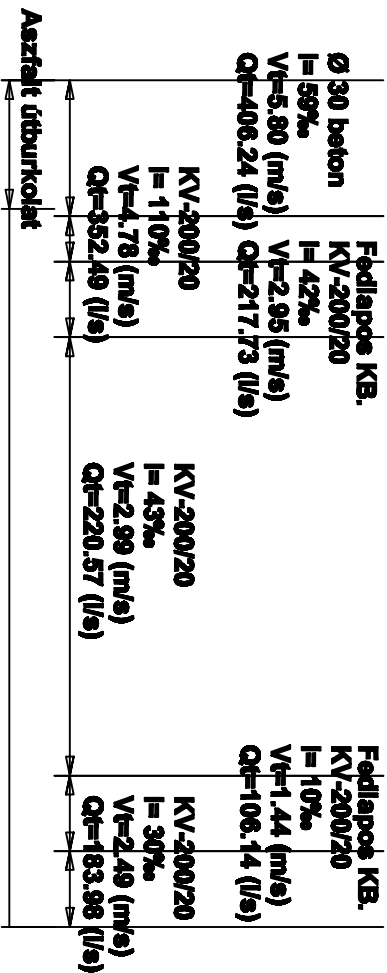 Ø 30 beton
I= 59‰
Vt=5.80 (m/s)
Qt=406.24 (l/s)
KV-200/20
I= 110‰
Vt=4.78 (m/s)
Qt=352.49 (l/s)
Fedlapos KB.
KV-200/20
I= 42‰
Vt=2.95 (m/s)
Qt=217.73 (l/s)
KV-200/20
I= 43‰
Vt=2.99 (m/s)
Qt=220.57 (l/s)
Fedlapos KB.
KV-200/20
I= 10‰
Vt=1.44 (m/s)
Qt=106.14 (l/s)
KV-200/20
I= 30‰
Vt=2.49 (m/s)
Qt=183.98 (l/s)
Aszfalt útburkolat